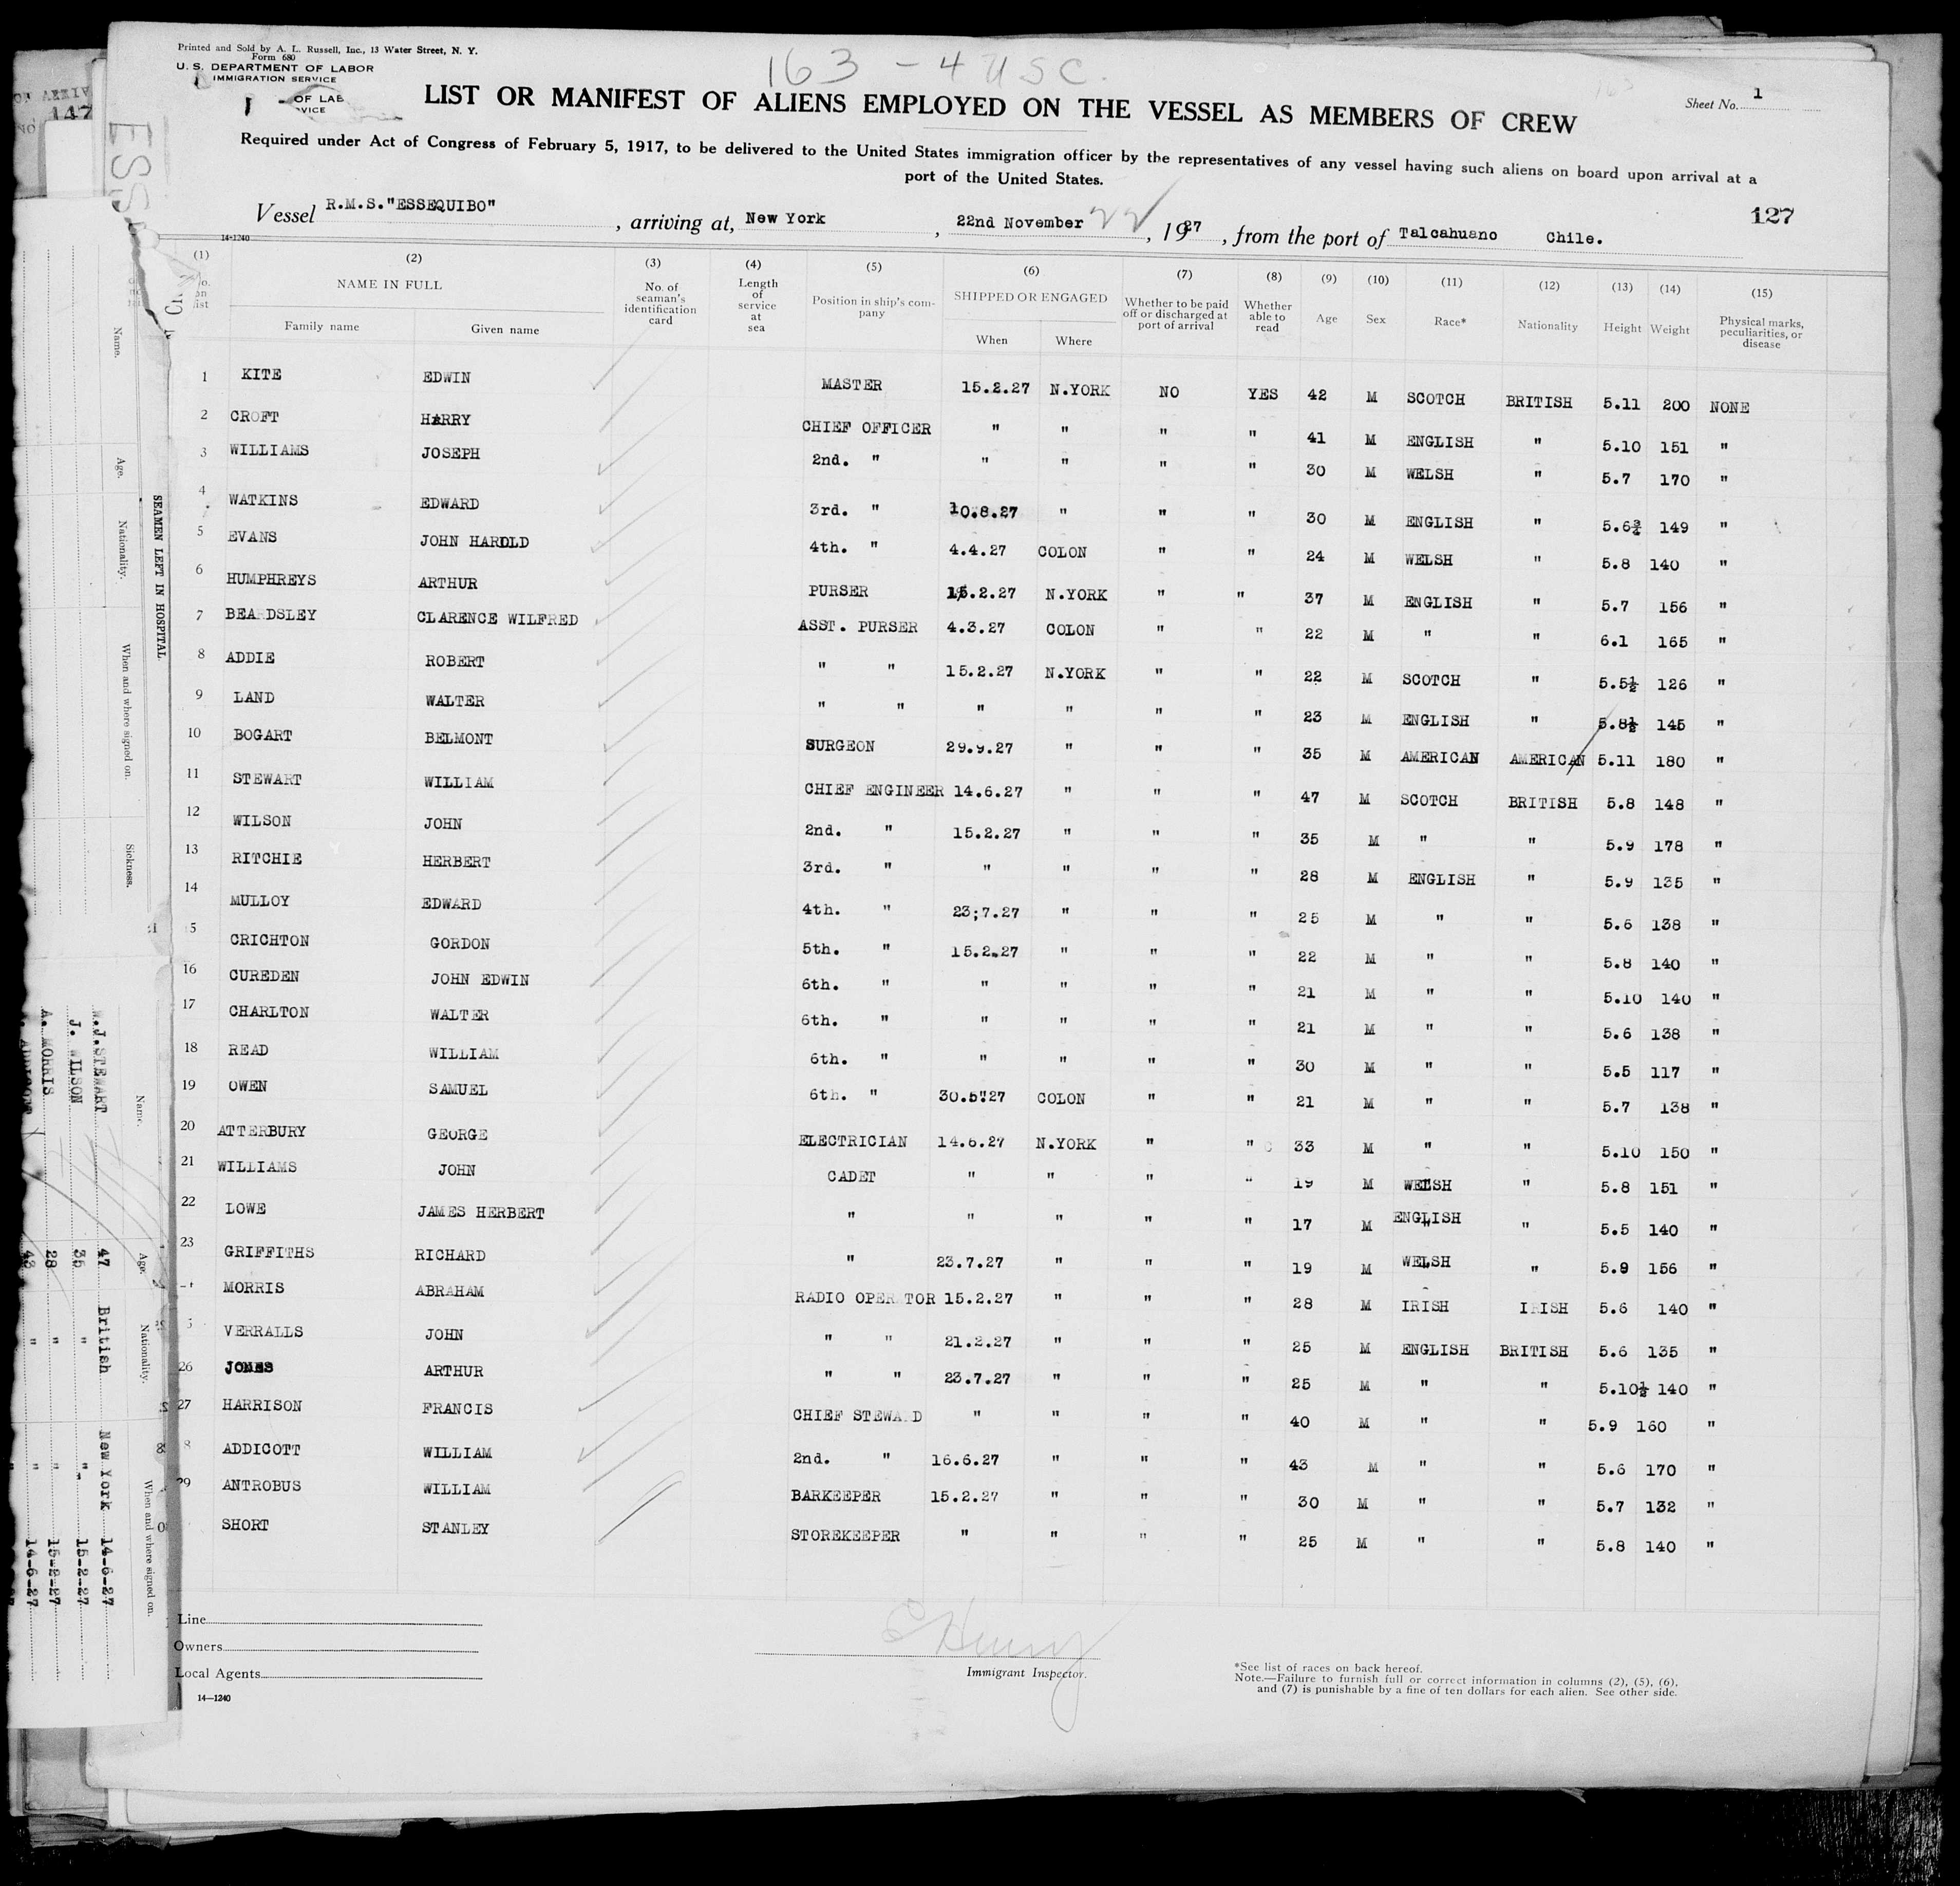 Printed and Sold by A. L. Russell, Inc., 13 Water Street, N. Y.
Form 680
U. S. DEPARTMENT OF LABOR
IMMIGRATION SERVICE
OF LAB
VICE
163 - 4 U S C.
LIST OR MANIFEST OF ALIENS EMPLOYED ON THE VESSEL AS MEMBERS OF CREW
Sheet No. 1
Required under Act of Congress of February 5, 1917, to be delivered to the United States immigration officer by the representatives of any vessel having such aliens on board upon arrival at a
port of the United States.
127
Vessel R.M.S."ESSEQUIBO", arriving at, New York, 22nd November 22, 1927, from the port of Talcahuano Chile.
14-1240
(1) (2) (3) (4) (5) (6) (7) (8) (9) (10) (11) (12) (13) (14) (15)
NAME IN FULL
Family name Given name
No. of seaman's identification card
Length of service at sea
Position in ship's company
SHIPPED OR ENGAGED
When Where
Whether to be paid off or discharged at port of arrival
Whether able to read
Age Sex Race* Nationality Height Weight
Physical marks, peculiarities, or disease
1 KITE EDWIN MASTER 15.2.27 N.YORK NO YES 42 M SCOTCH BRITISH 5.11 200 NONE
2 CROFT HARRY CHIEF OFFICER " " " " 41 M ENGLISH " 5.10 151 "
3 WILLIAMS JOSEPH 2nd. " " " " " 30 M WELSH " 5.7 170 "
4 WATKINS EDWARD 3rd. " 10.8.27 " " " 30 M ENGLISH " 5.6¾ 149 "
5 EVANS JOHN HAROLD 4th. " 4.4.27 COLON " " 24 M WELSH " 5.8 140 "
6 HUMPHREYS ARTHUR PURSER 15.2.27 N.YORK " " 37 M ENGLISH " 5.7 156 "
7 BEARDSLEY CLARENCE WILFRED ASST. PURSER 4.3.27 COLON " " 22 M " " 6.1 165 "
8 ADDIE ROBERT " " 15.2.27 N.YORK " " 22 M SCOTCH " 5.5½ 126 "
9 LAND WALTER " " " " " " 23 M ENGLISH " 5.8½ 145 "
10 BOGART BELMONT SURGEON 29.9.27 " " " 35 M AMERICAN AMERICAN 5.11 180 "
11 STEWART WILLIAM CHIEF ENGINEER 14.6.27 " " " 47 M SCOTCH BRITISH 5.8 148 "
12 WILSON JOHN 2nd. " 15.2.27 " " " 35 M " " 5.9 178 "
13 RITCHIE HERBERT 3rd. " " " " " 28 M ENGLISH " 5.9 135 "
14 MULLOY EDWARD 4th. " 23;7.27 " " " 25 M " " 5.6 138 "
5 CRICHTON GORDON 5th. " 15.2.27 " " " 22 M " " 5.8 140 "
16 CUREDEN JOHN EDWIN 6th. " " " " " 21 M " " 5.10 140 "
17 CHARLTON WALTER 6th. " " " " " 21 M " " 5.6 138 "
18 READ WILLIAM 6th. " " " " " 30 M " " 5.5 117 "
19 OWEN SAMUEL 6th. " 30.5.27 COLON " " 21 M " " 5.7 138 "
20 ATTERBURY GEORGE ELECTRICIAN 14.6.27 N.YORK " " 33 M " " 5.10 150 "
21 WILLIAMS JOHN CADET " " " " 19 M WELSH " 5.8 151 "
22 LOWE JAMES HERBERT " " " " " 17 M ENGLISH " 5.5 140 "
23 GRIFFITHS RICHARD " 23.7.27 " " " 19 M WELSH " 5.9 156 "
MORRIS ABRAHAM RADIO OPERATOR 15.2.27 " " " 28 M IRISH IRISH 5.6 140 "
5 VERRALLS JOHN " " 21.2.27 " " " 25 M ENGLISH BRITISH 5.6 135 "
26 JONES ARTHUR " " 23.7.27 " " " 25 M " " 5.10½ 140 "
27 HARRISON FRANCIS CHIEF STEWARD " " " " 40 M " " 5.9 160 "
8 ADDICOTT WILLIAM 2nd. " 16.6.27 " " " 43 M " " 5.6 170 "
29 ANTROBUS WILLIAM BARKEEPER 15.2.27 " " " 30 M " " 5.7 132 "
0 SHORT STANLEY STOREKEEPER " " " " 25 M " " 5.8 140 "
Line
Owners
Local Agents
14—1240
Immigrant Inspector.
*See list of races on back hereof.
Note.—Failure to furnish full or correct information in columns (2), (5), (6),
and (7) is punishable by a fine of ten dollars for each alien. See other side.
147
ESSE
SEAMEN LEFT IN HOSPITAL
Name. Age. Nationality. When and where signed on. Sickness.
Name. Age. Nationality. When and where signed on.
W.J.STEWART 47 British New York 14-6-27
J. WILSON 35 " " 15-2-27
A. MORRIS 28 " " 15-2-27
ADDICOTT 43 " " 14-6-27